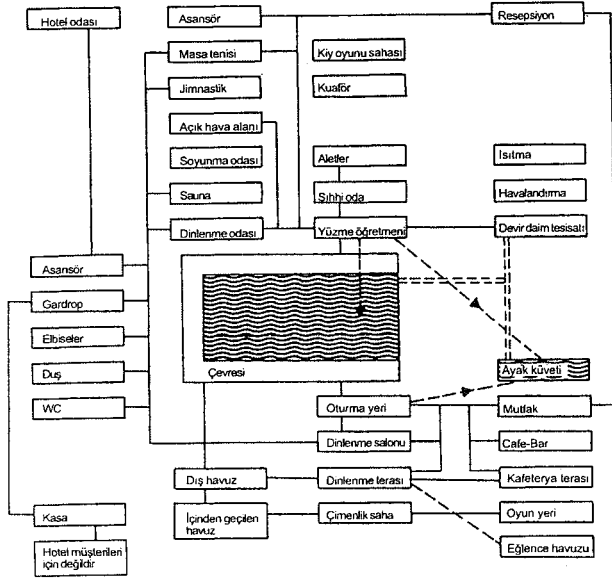 Hotel odası
Asansör
Resepsiyon
Masa tenisi
Kiy oyunu sahası
Jimnastik
Kuaför
Açık hava alanı
Soyunma odası
Aletler
Isıtma
Sauna
Sıhhi oda
Havalandırma
Dinlenme odası
Yüzme öğretmeni
Devir daim tesisatı
Asansör
Gardrop
Elbiseler
Duş
WC
Çevresi
Ayak küveti
Oturma yeri
Mutfak
Dinlenme salonu
Cafe-Bar
Dış havuz
Dinlenme terası
Kafeterya terası
Kasa
İçinden geçilen
havuz
Çimenlik saha
Oyun yeri
Hotel müşterileri
için değildir
Eğlence havuzu